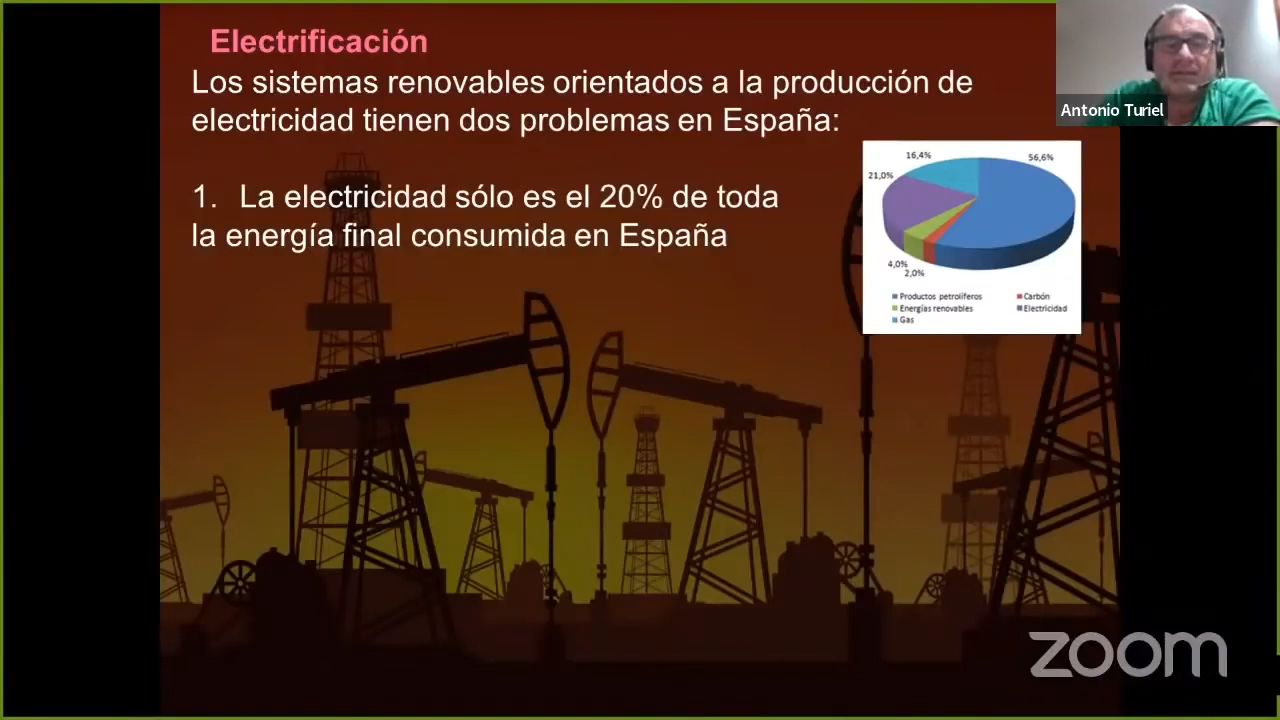 Electrificación
Los sistemas renovables orientados a la producción de
electricidad tienen dos problemas en España:
1. La electricidad sólo es el 20% de toda
la energía final consumida en España
Antonio Turiel
16,4%
56,6%
21,0%
4,0%
2,0%
Productos petrolíferos
Carbón
Energías renovables
Electricidad
Gas
zoom